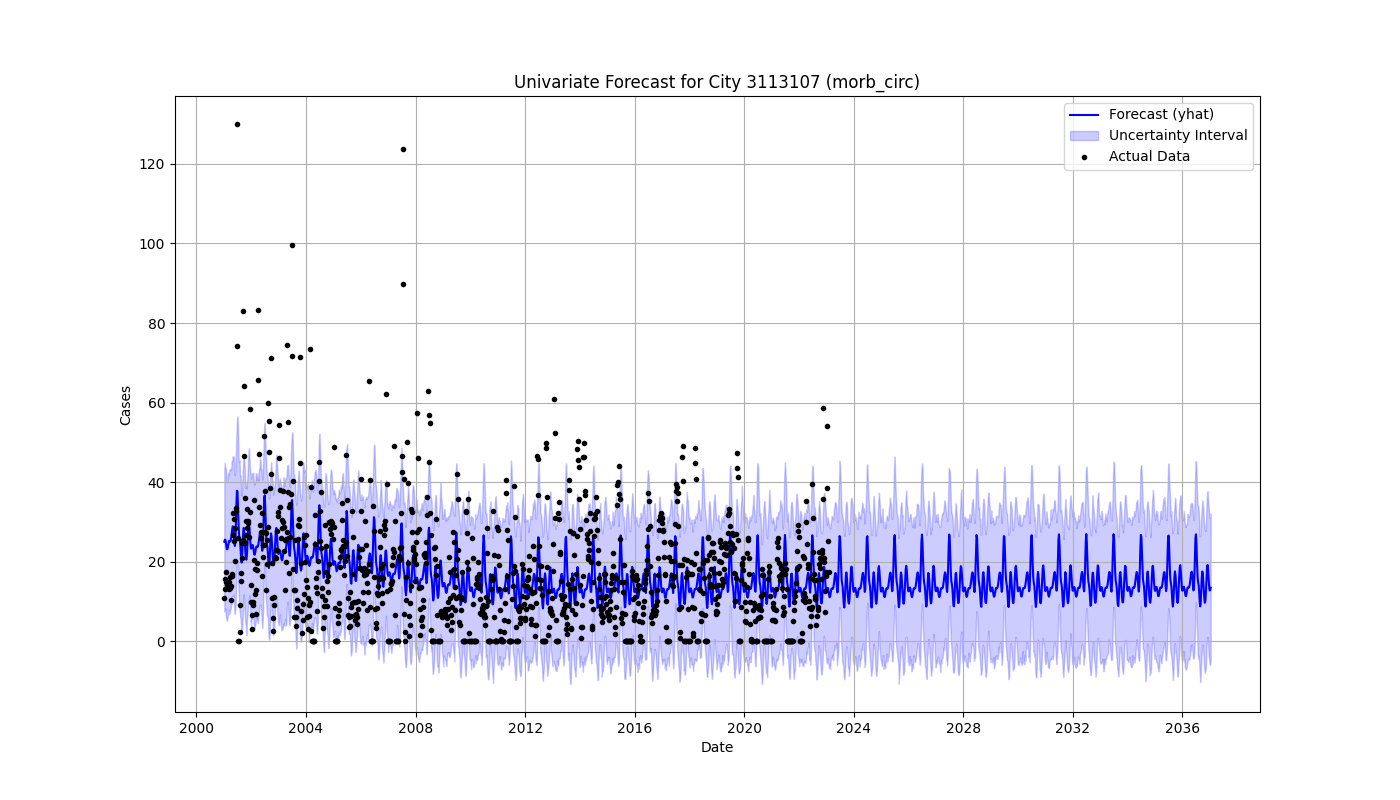 Univariate Forecast for City 3113107 (morb_circ)
Forecast (yhat)
Uncertainty Interval
Actual Data
Cases
120
100
80
60
40
20
0
2000 2004 2008 2012 2016 2020 2024 2028 2032 2036
Date